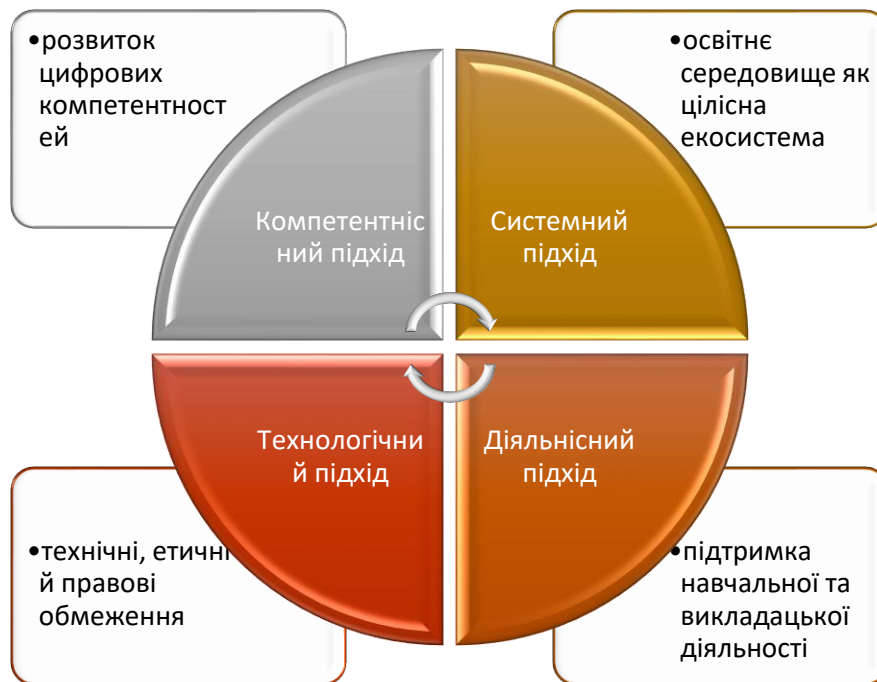 •розвиток
цифрових
компетентност
ей
•освітнє
середовище як
цілісна
екосистема
Компетентніс
ний підхід
Системний
підхід
Технологічни
й підхід
Діяльнісний
підхід
•технічні, етичні
й правові
обмеження
•підтримка
навчальної та
викладацької
діяльності